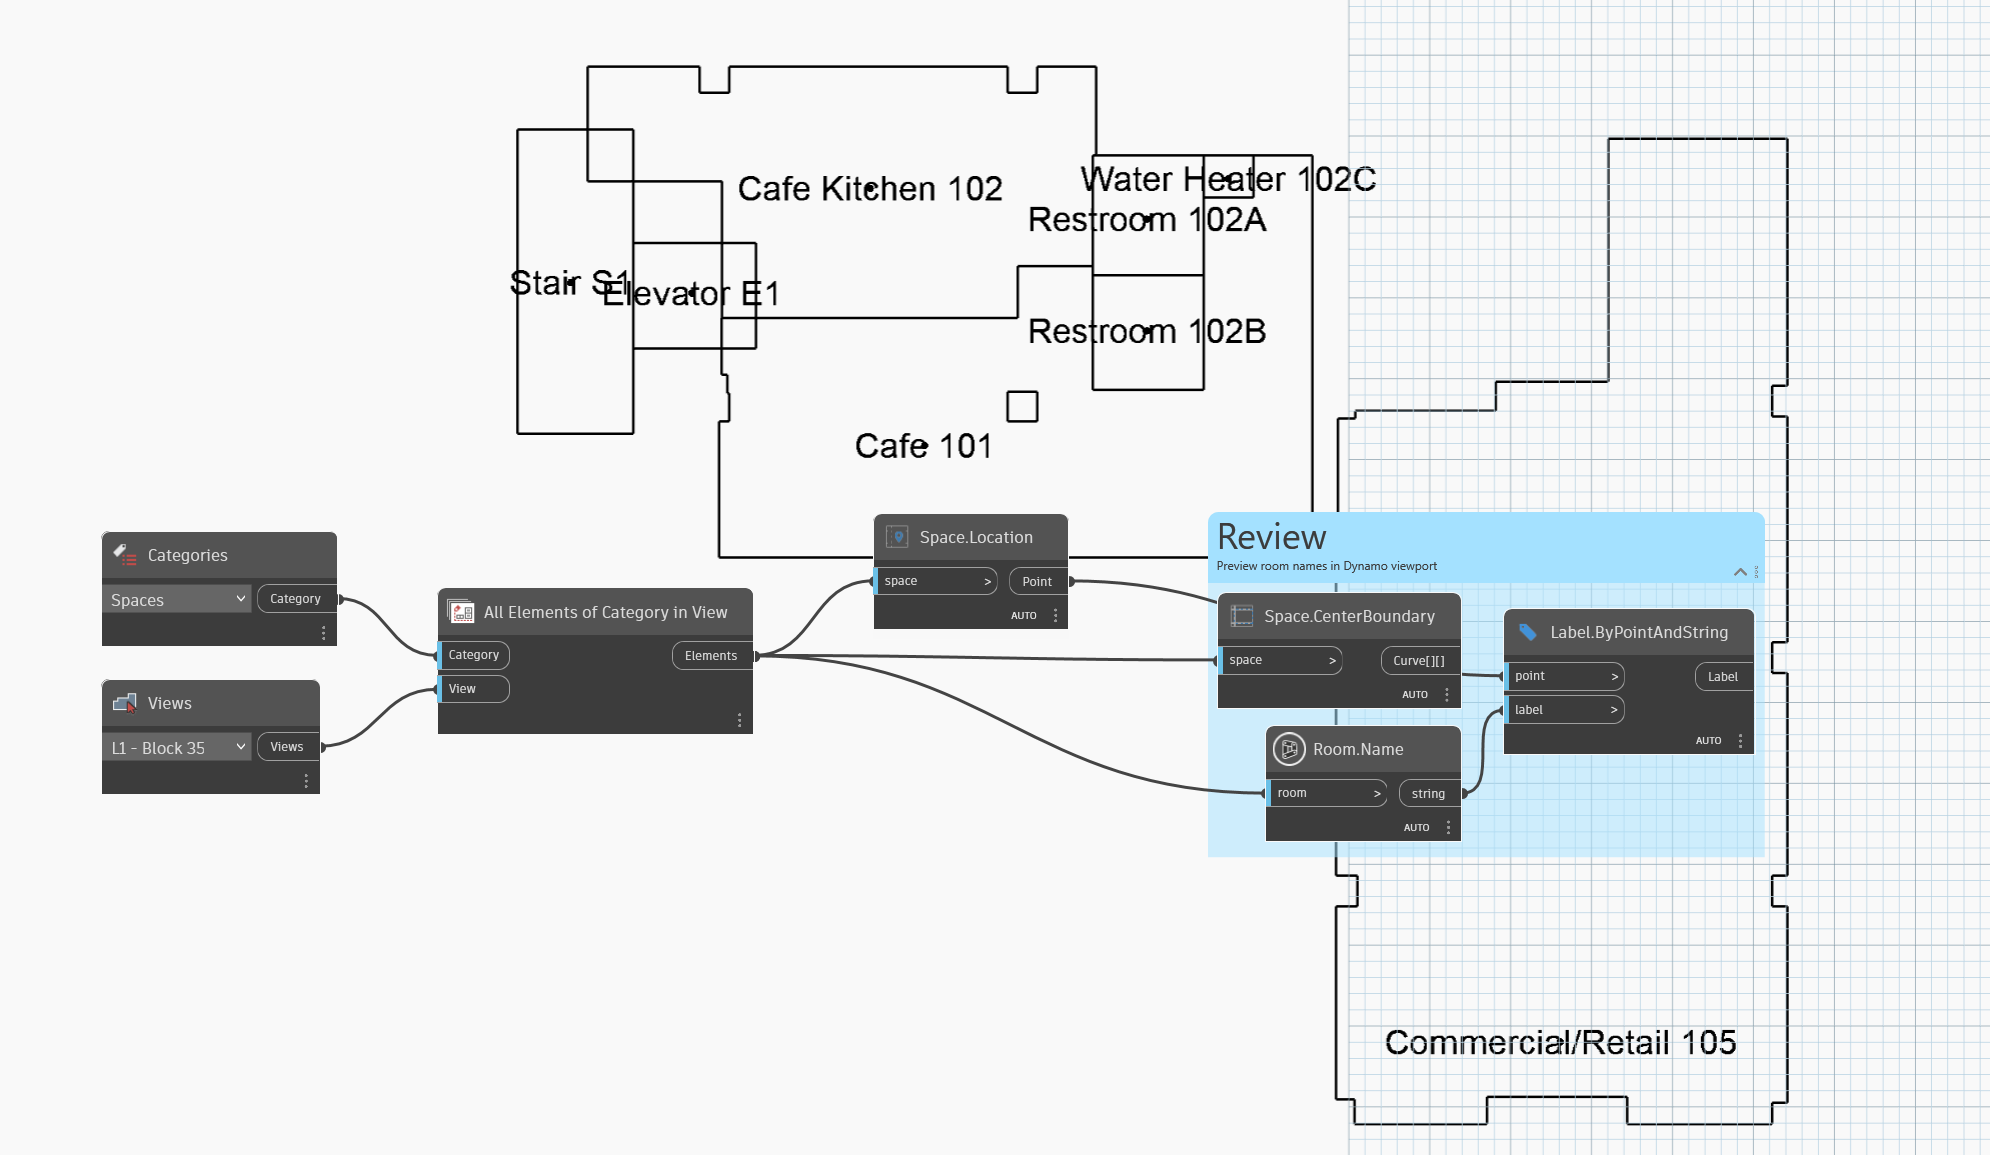 Cafe Kitchen 102
Water Heater 102C
Restroom 102A
Stair S1
Elevator E1
Restroom 102B
Cafe 101
Categories
Spaces
Category
Views
L1 - Block 35
Views
All Elements of Category in View
Category
Elements
View
Space.Location
space >
Point
AUTO
Review
Preview room names in Dynamo viewport
Space.CenterBoundary
space >
Curve[][]
AUTO
Room.Name
room >
string
AUTO
Label.ByPointAndString
point >
Label
label >
AUTO
Commercial/Retail 105